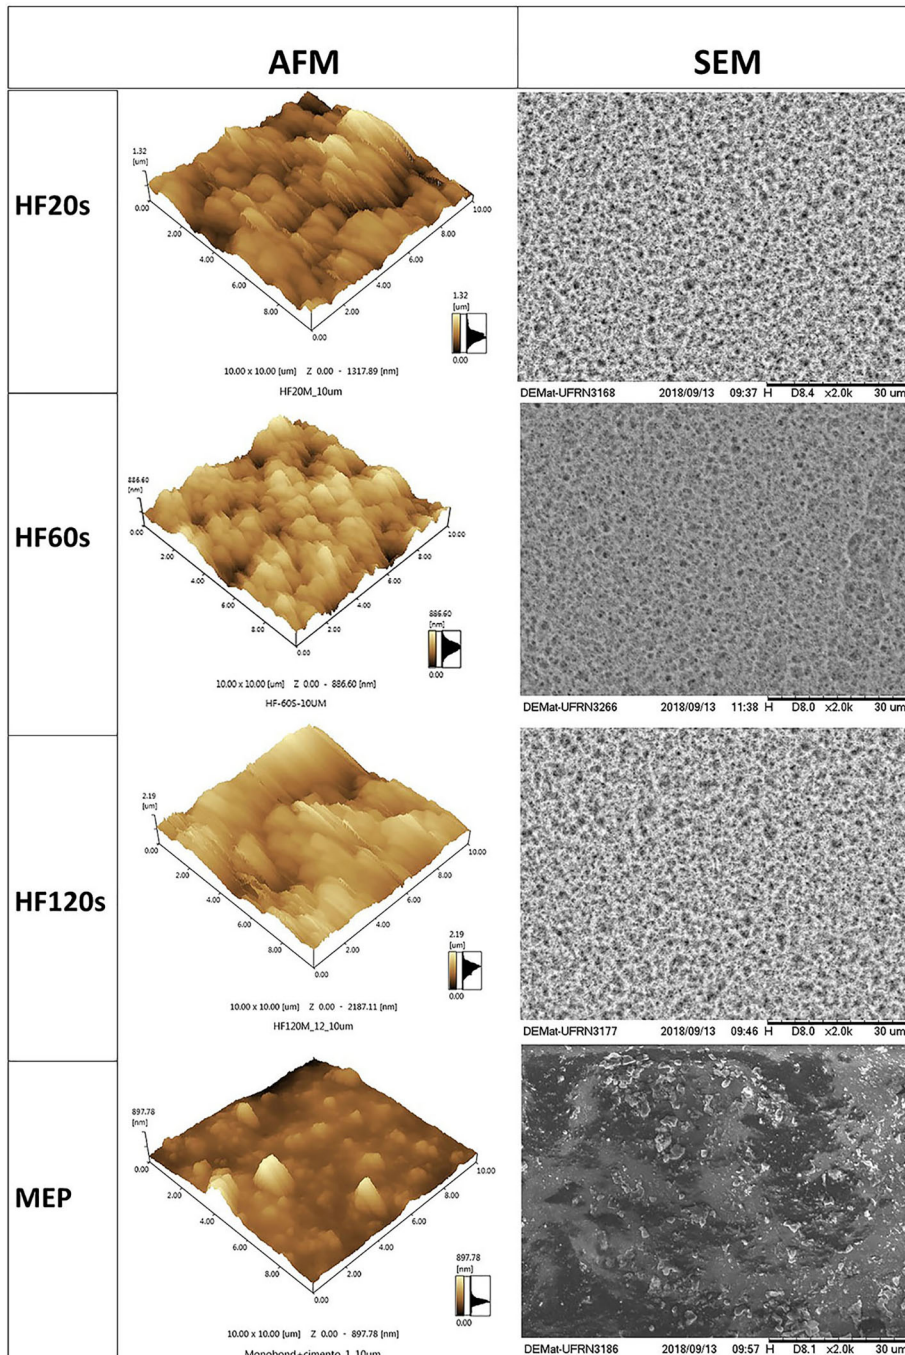 AFM
SEM
HF20s
1.32
[um]
0.00
2.00
4.00
6.00
8.00
0.00
2.00
4.00
6.00
8.00
10.00
1.32
[um]
0.00
10.00 x 10.00 [um] Z 0.00 - 1317.89 [nm]
HF20M_10um
DEMat-UFRN3168 2018/09/13 09:37 H D8.4 x2.0k 30 um
HF60s
886.60
[nm]
0.00
2.00
4.00
6.00
8.00
0.00
2.00
4.00
6.00
8.00
10.00
886.60
[nm]
0.00
10.00 x 10.00 [um] Z 0.00 - 886.60 [nm]
HF-60S-10UM
DEMat-UFRN3266 2018/09/13 11:38 H D8.0 x2.0k 30 um
HF120s
2.19
[um]
0.00
2.00
4.00
6.00
8.00
0.00
2.00
4.00
6.00
8.00
10.00
2.19
[um]
0.00
10.00 x 10.00 [um] Z 0.00 - 2187.11 [nm]
HF120M_12_10um
DEMat-UFRN3177 2018/09/13 09:46 H D8.0 x2.0k 30 um
MEP
897.78
[nm]
0.00
2.00
4.00
6.00
8.00
0.00
2.00
4.00
6.00
8.00
10.00
897.78
[nm]
0.00
10.00 x 10.00 [um] Z 0.00 - 897.78 [nm]
Monobond+cimento_1_10um
DEMat-UFRN3186 2018/09/13 09:57 H D8.1 x2.0k 30 um